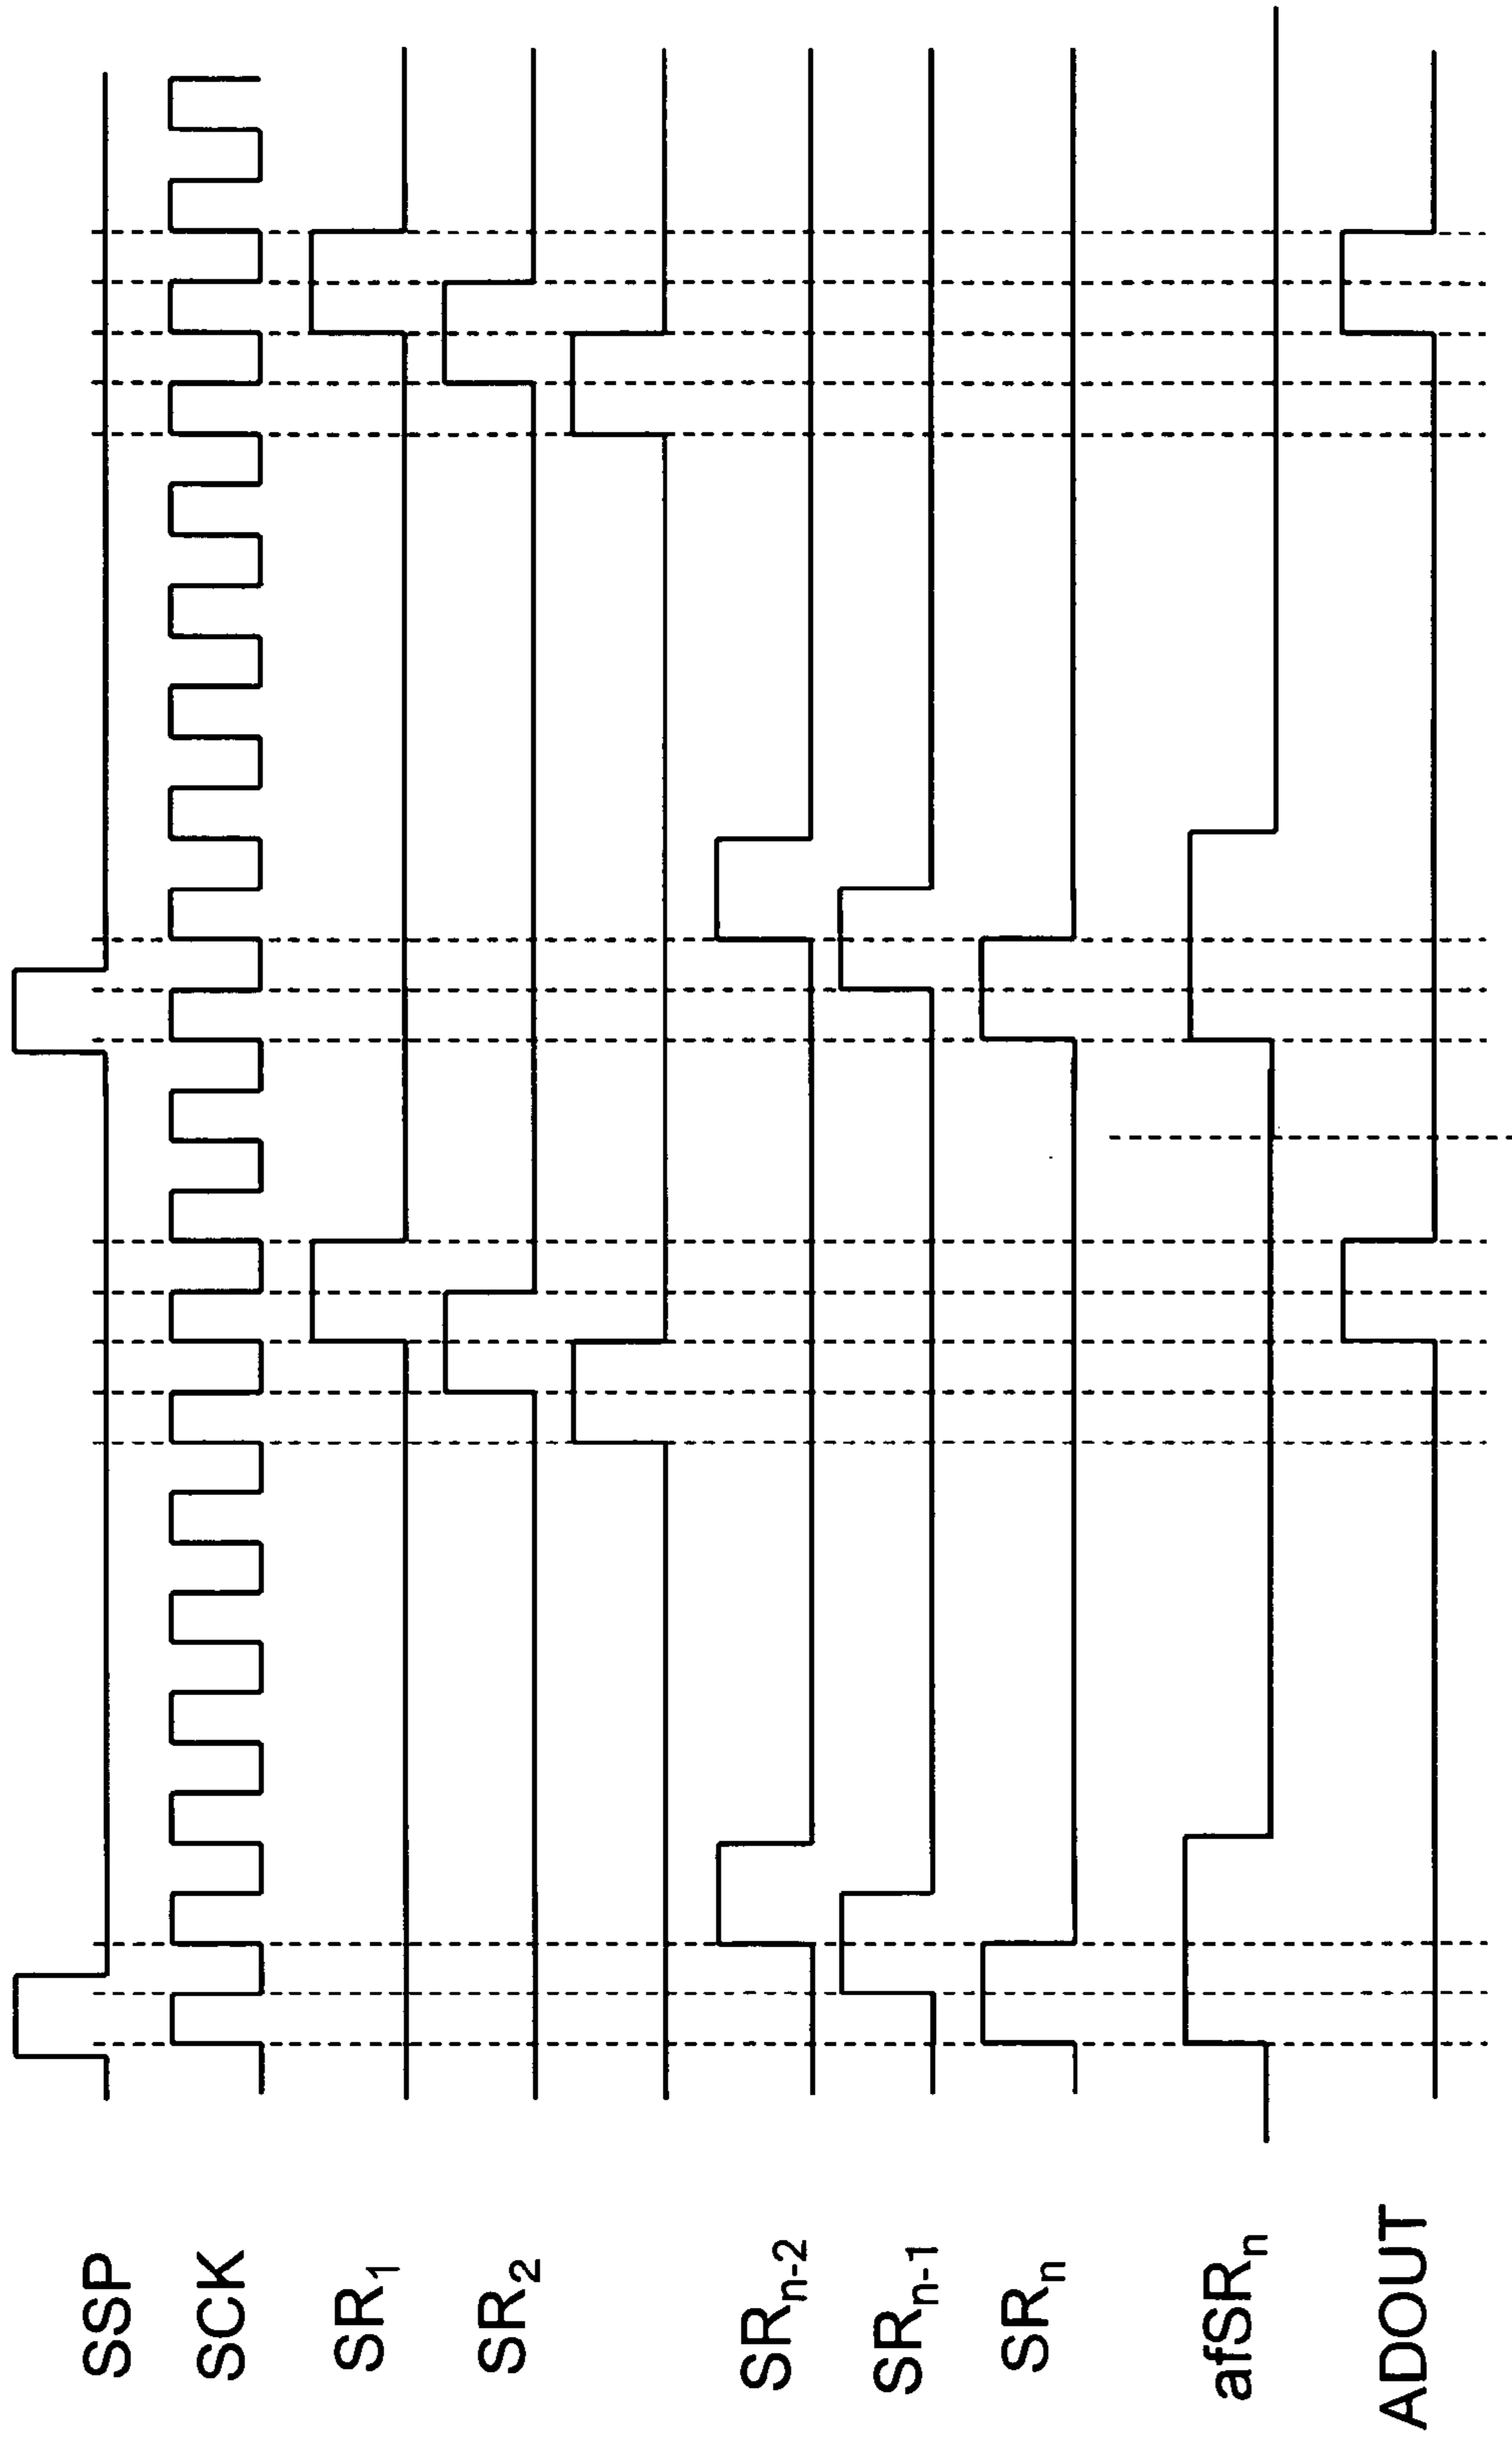 SSP
SCK
SR₁
SR₂
SRₙ₋₂
SRₙ₋₁
SRₙ
afSRₙ
ADOUT